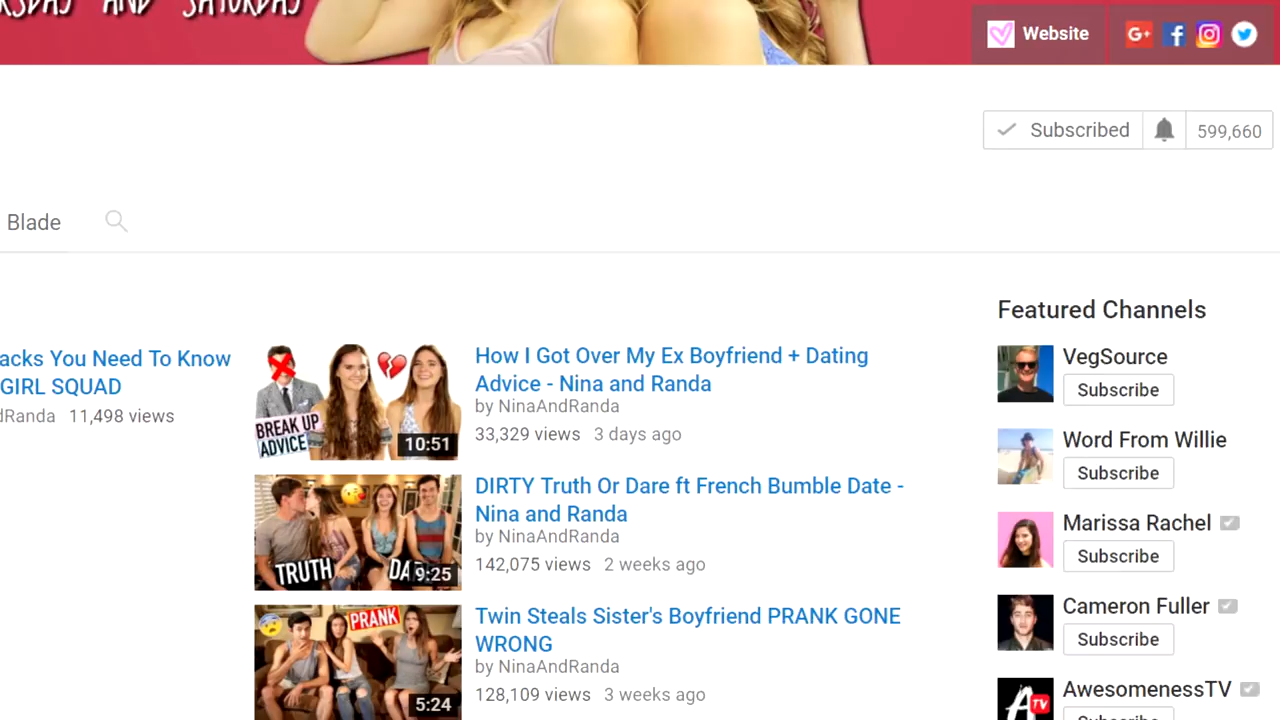 AND SATURDAY
Website
Subscribed
599,660
Blade
Featured Channels
acks You Need To Know
GIRL SQUAD
dRanda 11,498 views
BREAK UP
ADVICE
10:51
How I Got Over My Ex Boyfriend + Dating
Advice - Nina and Randa
by NinaAndRanda
33,329 views 3 days ago
TRUTH
DA
9:25
DIRTY Truth Or Dare ft French Bumble Date -
Nina and Randa
by NinaAndRanda
142,075 views 2 weeks ago
PRANK
5:24
Twin Steals Sister's Boyfriend PRANK GONE
WRONG
by NinaAndRanda
128,109 views 3 weeks ago
VegSource
Subscribe
Word From Willie
Subscribe
Marissa Rachel
Subscribe
Cameron Fuller
Subscribe
A TV
AwesomenessTV
Subscribe